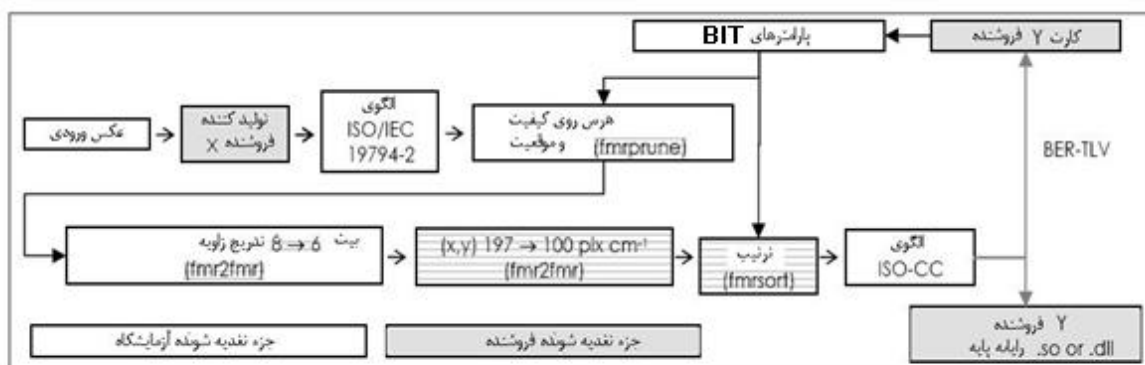 پارامترهای BIT
کارت Y فروشنده
عکس ورودی
تولید کننده
فروشنده X
الگوی
ISO/IEC
19794-2
هرس روی کیفیت
و موقعیت (fmrprune)
BER-TLV
بیت 6 → 8 تدریج زاویه
(fmr2fmr)
(x,y) 197 → 100 pix cm⁻¹
(fmr2fmr)
ترتیب
(fmrsort)
الگوی
ISO-CC
Y فروشنده
.so or .dll رایانه پایه
جزء تغدیه شونده آزمایشگاه
جزء تغدیه شونده فروشنده